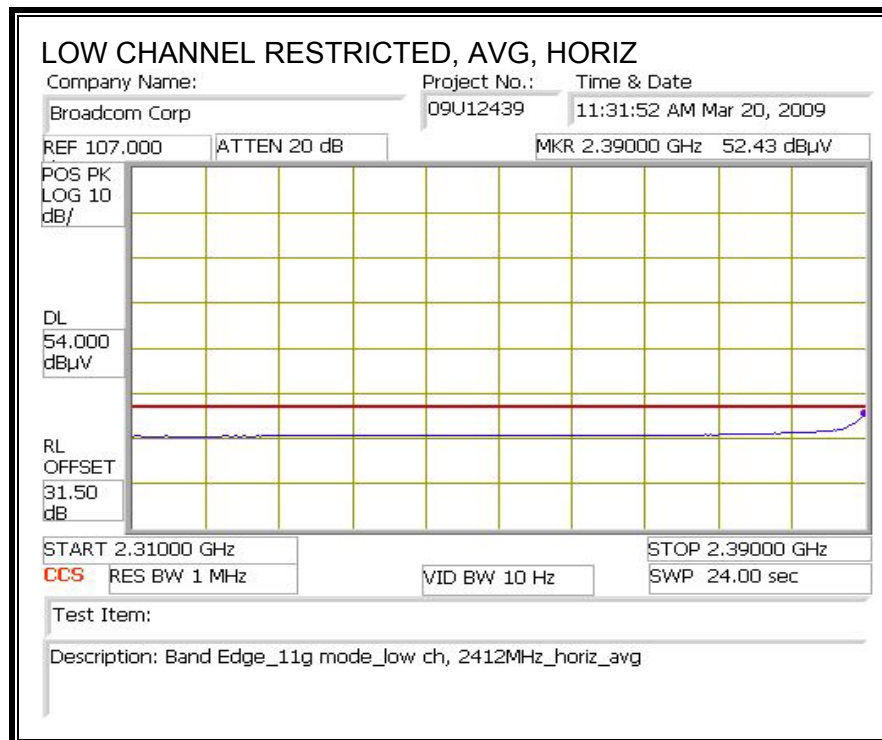 LOW CHANNEL RESTRICTED, AVG, HORIZ
Company Name: Project No.: Time & Date
Broadcom Corp 09U12439 11:31:52 AM Mar 20, 2009
REF 107.000 ATTEN 20 dB MKR 2.39000 GHz 52.43 dBµV
POS PK
LOG 10
dB/
DL
54.000
dBµV
RL
OFFSET
31.50
dB
START 2.31000 GHz STOP 2.39000 GHz
CCS RES BW 1 MHz VID BW 10 Hz SWP 24.00 sec
Test Item:
Description: Band Edge_11g mode_low ch, 2412MHz_horiz_avg